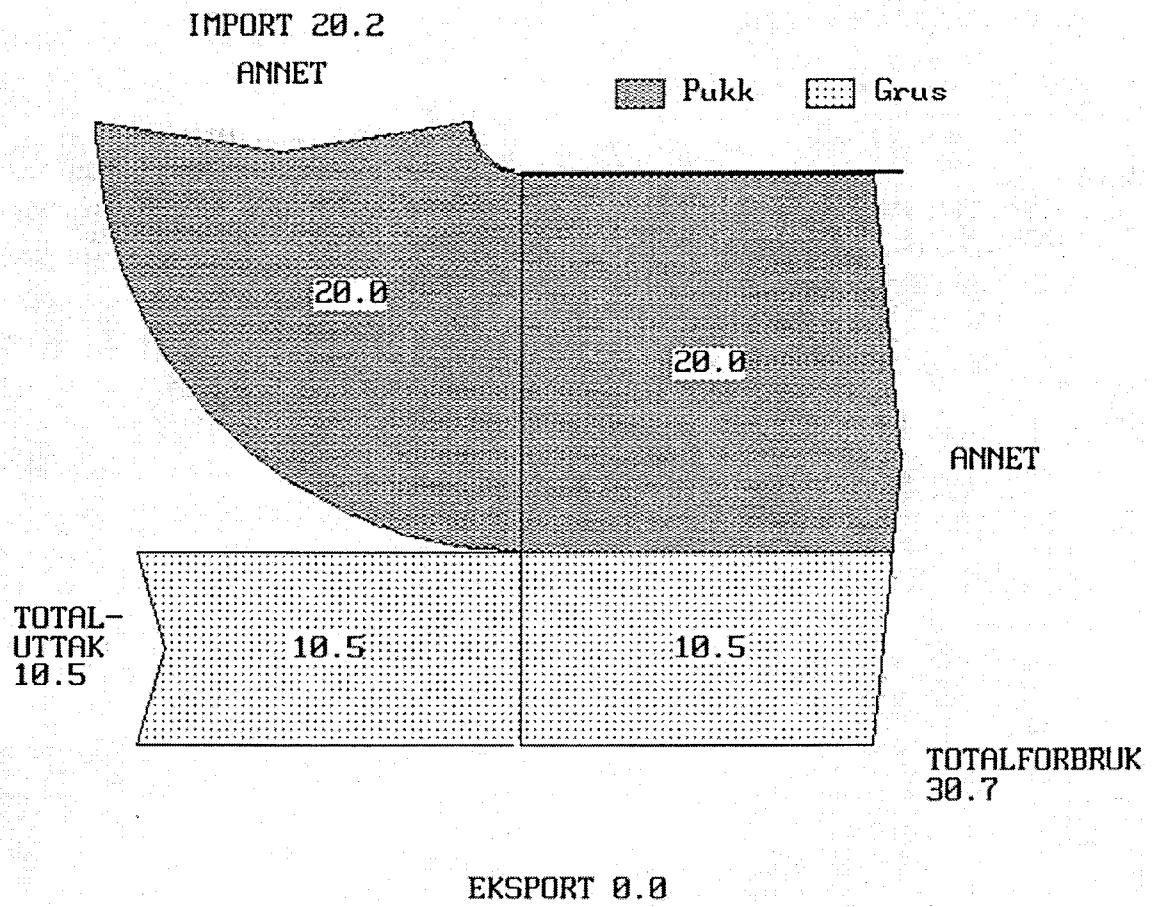 IMPORT 20.2
ANNET
Pukk Grus
20.0
20.0
ANNET
TOTAL-
UTTAK
10.5
10.5
10.5
TOTALFORBRUK
30.7
EKSPORT 0.0